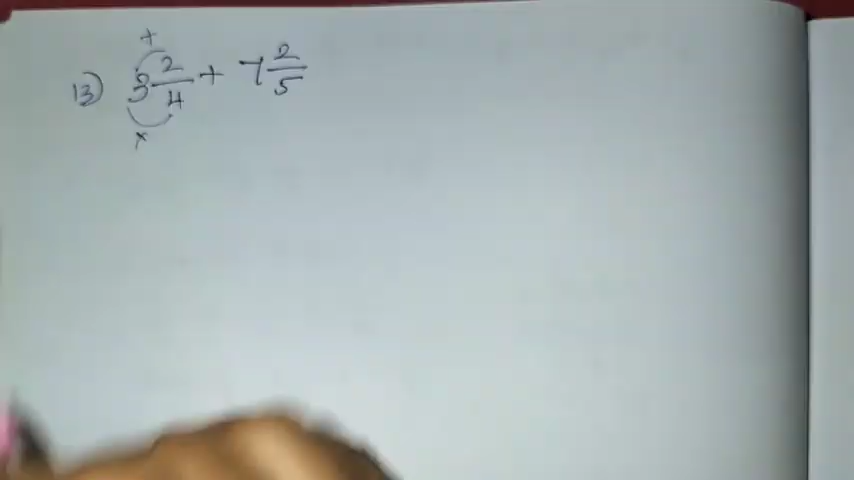 13) 3 2/4 + 7 2/5
+
×